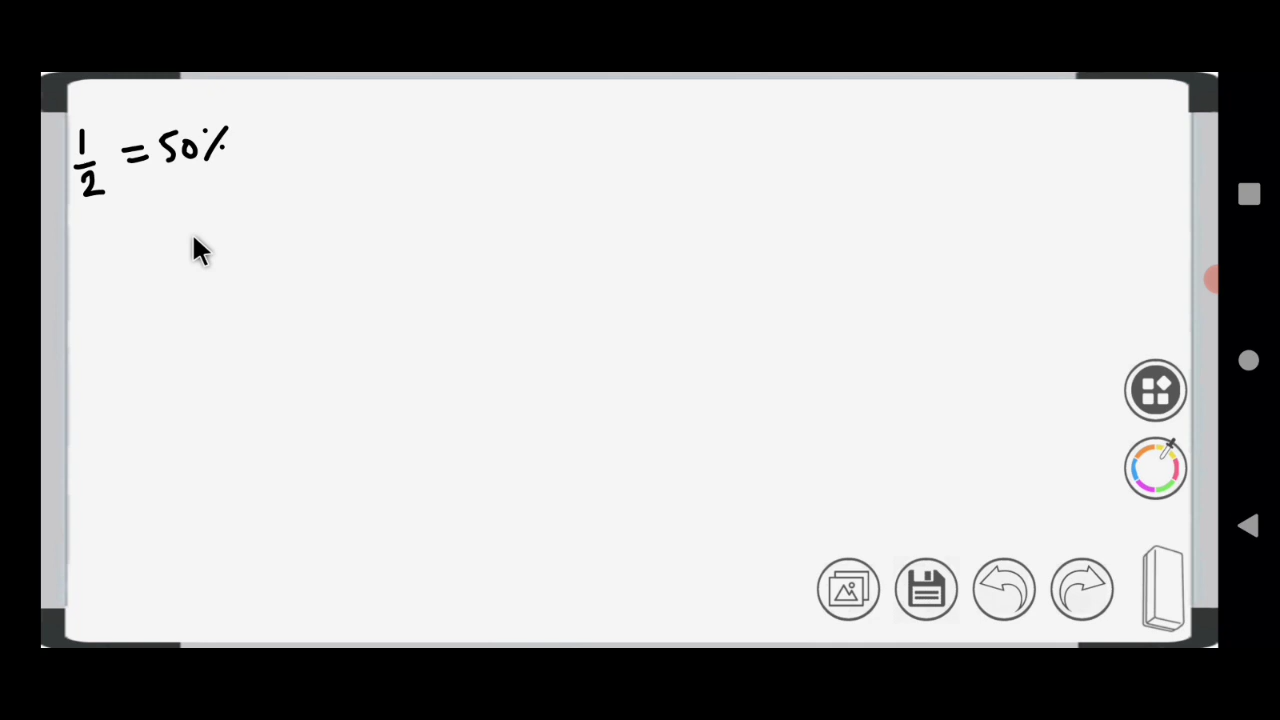 1/2 = 50%